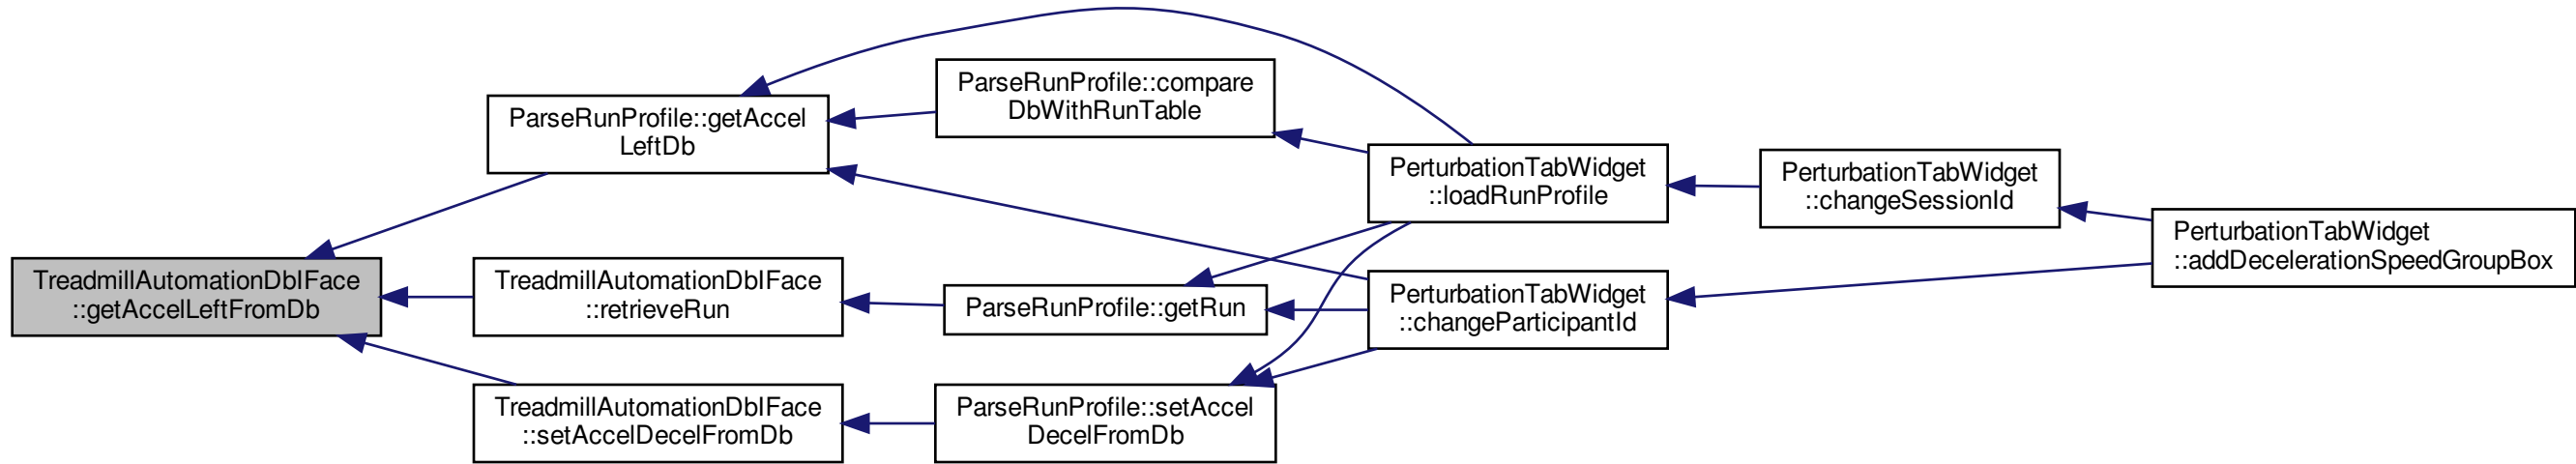 TreadmillAutomationDbIFace
::getAccelLeftFromDb
ParseRunProfile::getAccel
LeftDb
TreadmillAutomationDbIFace
::retrieveRun
TreadmillAutomationDbIFace
::setAccelDecelFromDb
ParseRunProfile::compare
DbWithRunTable
ParseRunProfile::getRun
ParseRunProfile::setAccel
DecelFromDb
PerturbationTabWidget
::loadRunProfile
PerturbationTabWidget
::changeParticipantId
PerturbationTabWidget
::changeSessionId
PerturbationTabWidget
::addDecelerationSpeedGroupBox